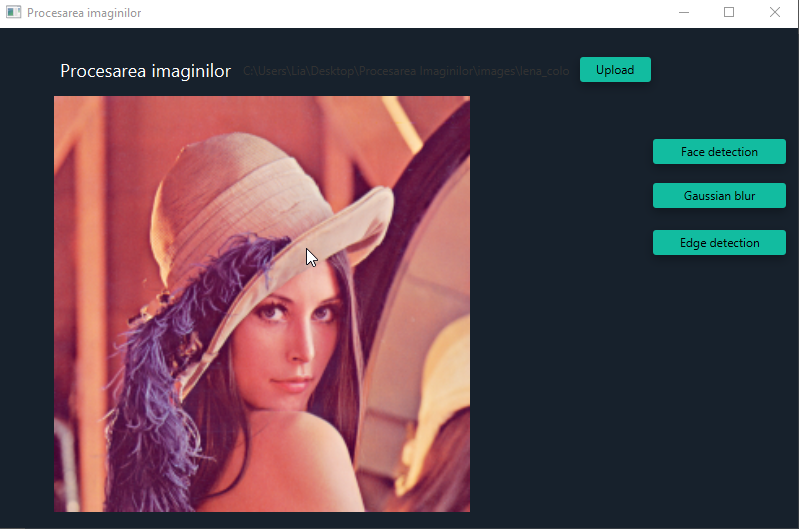 Procesarea imaginilor
Procesarea imaginilor C:\Users\Lia\Desktop\Procesarea Imaginilor\images\lena_colo Upload
Face detection
Gaussian blur
Edge detection